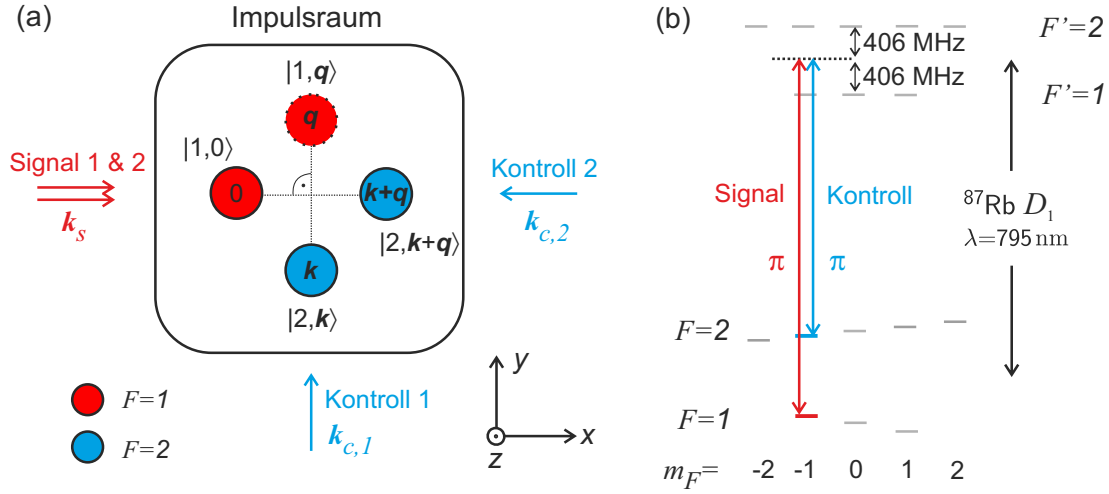 (a)
Impulsraum
|1,q⟩
q
Signal 1 & 2
|1,0⟩
Kontroll 2
0
k+q
k_s
k_{c,2}
|2,k+q⟩
k
|2,k⟩
y
F=1
Kontroll 1
F=2
k_{c,1}
z
x
(b)
406 MHz
F'=2
406 MHz
F'=1
Signal
Kontroll
⁸⁷Rb D₁
λ=795 nm
π
π
F=2
F=1
m_F= -2 -1 0 1 2